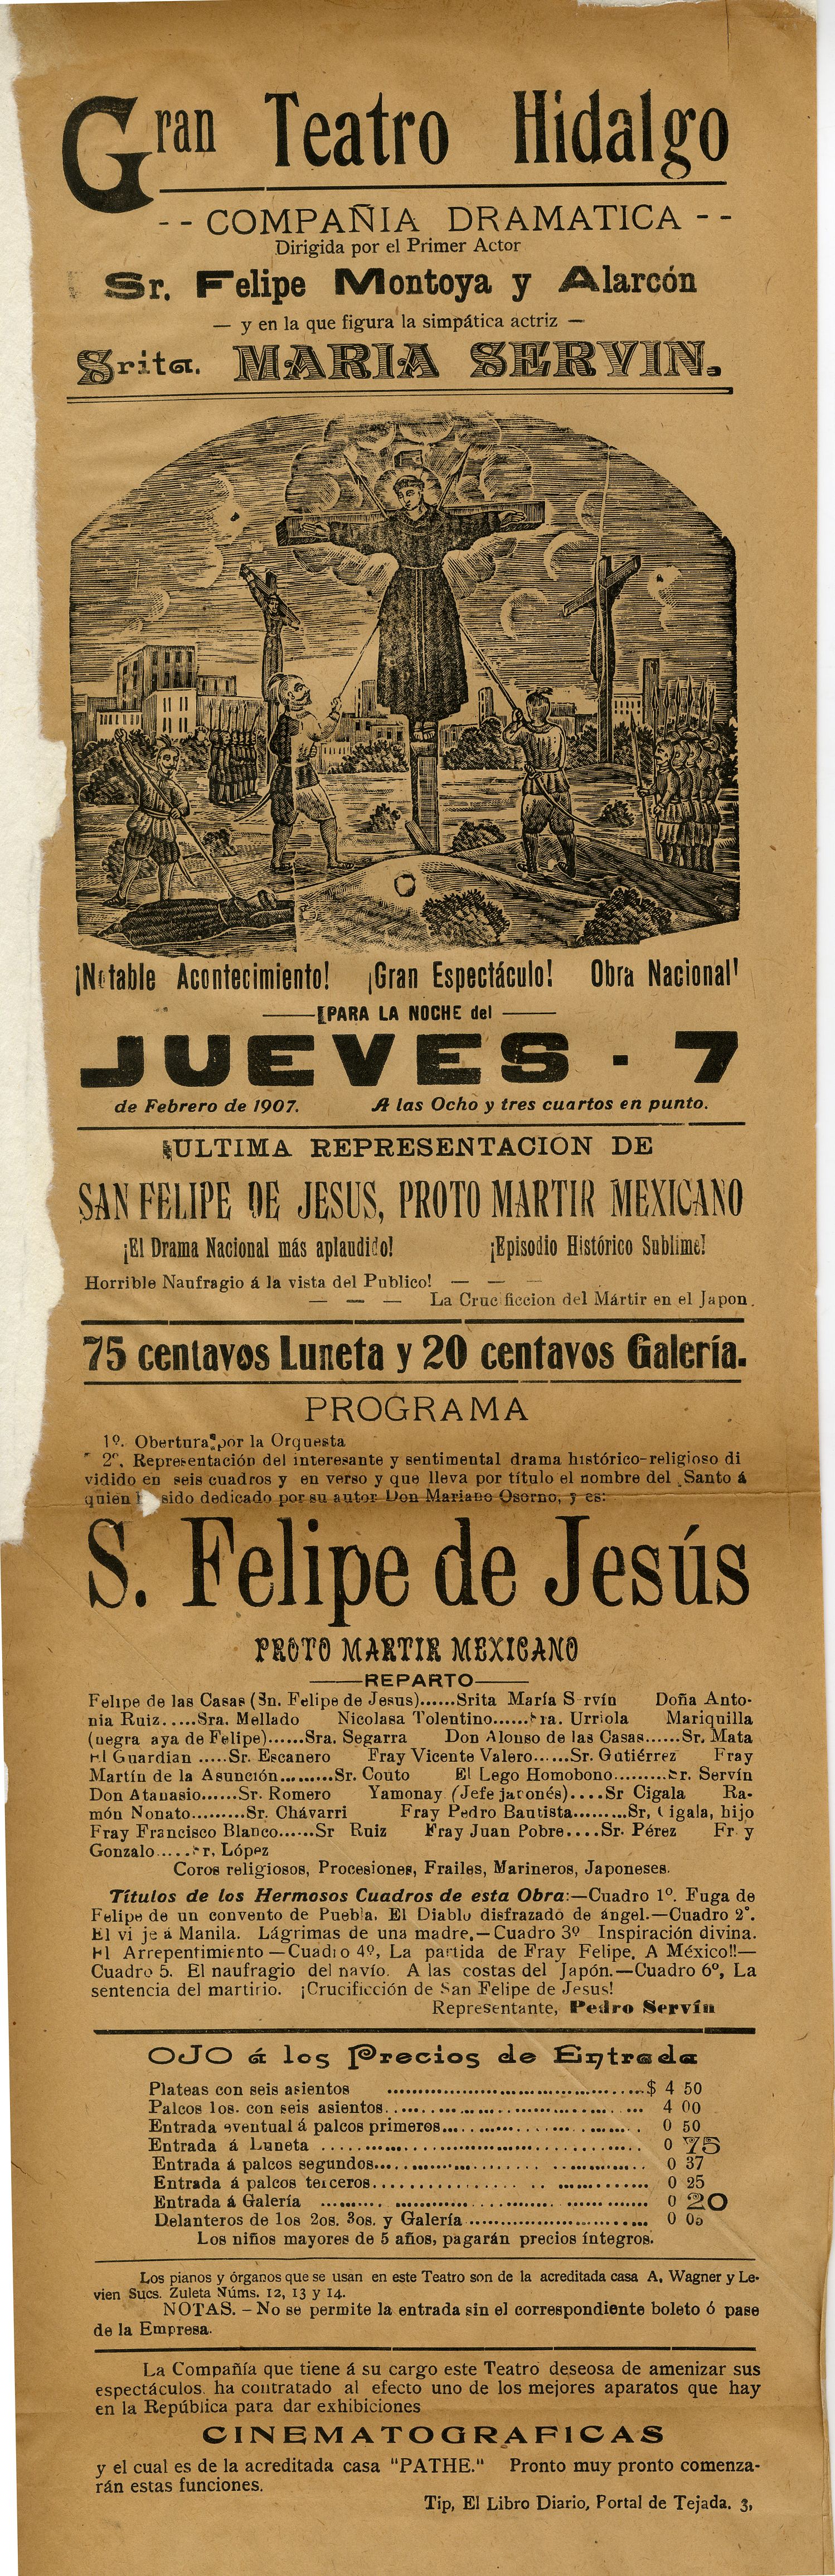 Gran Teatro Hidalgo
-- COMPAÑIA DRAMATICA --
Dirigida por el Primer Actor
Sr. Felipe Montoya y Alarcón
— y en la que figura la simpática actriz —
Srita. MARIA SERVIN.
¡Notable Acontecimiento! ¡Gran Espectáculo! Obra Nacional!
——[PARA LA NOCHE del ——
JUEVES - 7
de Febrero de 1907. A las Ocho y tres cuartos en punto.
ULTIMA REPRESENTACIÓN DE
SAN FELIPE DE JESUS, PROTO MARTIR MEXICANO
¡El Drama Nacional más aplaudido! ¡Episodio Histórico Sublime!
Horrible Naufragio á la vista del Publico! — — —
— — — La Crucificcion del Mártir en el Japon.
75 centavos Luneta y 20 centavos Galería.
PROGRAMA
1º. Obertura por la Orquesta
2º. Representación del interesante y sentimental drama histórico-religioso di
vidido en seis cuadros y en verso y que lleva por título el nombre del Santo á
quien sido dedicado por su autor Don Mariano Osorno, y es:
S. Felipe de Jesús
PROTO MARTIR MEXICANO
——REPARTO——
Felipe de las Casas (Sn. Felipe de Jesus)......Srita María S rvín Doña Anto-
nia Ruiz.....Sra. Mellado Nicolasa Tolentino......Sra. Urriola Mariquilla
(negra aya de Felipe)......Sra. Segarra Don Alonso de las Casas......Sr. Mata
El Guardian .....Sr. Escanero Fray Vicente Valero......Sr. Gutiérrez Fray
Martín de la Asunción.........Sr. Couto El Lego Homobono.........Sr. Servín
Don Atanasio......Sr. Romero Yamonay (Jefe japonés)....Sr Cigala Ra-
món Nonato.........Sr. Chávarri Fray Pedro Bautista.........Sr, Cigala, hijo
Fray Francisco Blanco......Sr Ruiz Fray Juan Pobre....Sr. Pérez Fr y
Gonzalo.....Sr, López
Coros religiosos, Procesiones, Frailes, Marineros, Japoneses.
Títulos de los Hermosos Cuadros de esta Obra:—Cuadro 1º. Fuga de
Felipe de un convento de Puebla. El Diablo disfrazado de ángel.—Cuadro 2º.
El vi je á Manila. Lágrimas de una madre.—Cuadro 3º Inspiración divina.
El Arrepentimiento —Cuadro 4º, La partida de Fray Felipe. A México!!—
Cuadro 5. El naufragio del navío. A las costas del Japón.—Cuadro 6º, La
sentencia del martirio. ¡Crucificción de San Felipe de Jesus!
Representante, Pedro Servín
OJO á los Precios de Entrada
Plateas con seis asientos ..........$ 4 50
Palcos 1os. con seis asientos.......... 4 00
Entrada eventual á palcos primeros.......... 0 50
Entrada á Luneta .......... 0 75
Entrada á palcos segundos.......... 0 37
Entrada á palcos terceros.......... 0 25
Entrada á Galería .......... 0 20
Delanteros de los 2os. 3os. y Galería .......... 0 05
Los niños mayores de 5 años, pagarán precios íntegros.
Los pianos y órganos que se usan en este Teatro son de la acreditada casa A. Wagner y Le-
vien Sucs. Zuleta Núms. 12, 13 y 14.
NOTAS. – No se permite la entrada sin el correspondiente boleto ó pase
de la Empresa.
La Compañía que tiene á su cargo este Teatro deseosa de amenizar sus
espectáculos. ha contratado al efecto uno de los mejores aparatos que hay
en la República para dar exhibiciones
CINEMATOGRAFICAS
y el cual es de la acreditada casa "PATHE." Pronto muy pronto comenza-
rán estas funciones.
Tip, El Libro Diario, Portal de Tejada. 3,